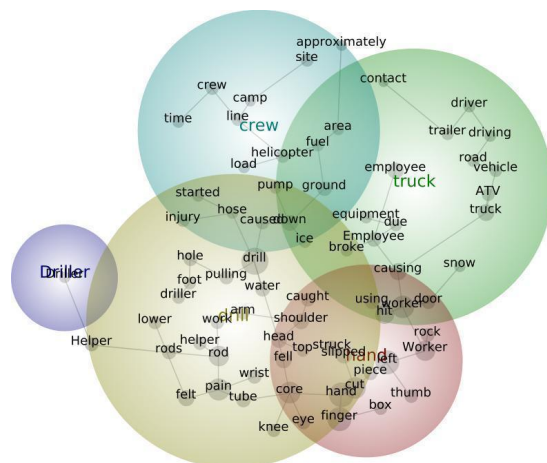 approximately
site
contact
crew
camp
driver
time
line
crew
area
trailer
driving
fuel
helicopter
road
load
employee
vehicle
truck
started
pump
ground
ATV
injury
hose
caused
down
equipment
due
truck
ice
Employee
broke
hole
drill
Driller
Driller
pulling
causing
snow
foot
driller
water
caught
using
worker
door
lower
work
arm
drill
shoulder
hit
rock
Helper
helper
head
top
struck
Worker
rods
rod
fell
slipped
hand
left
piece
wrist
cut
felt
pain
tube
core
hand
thumb
finger
box
eye
knee